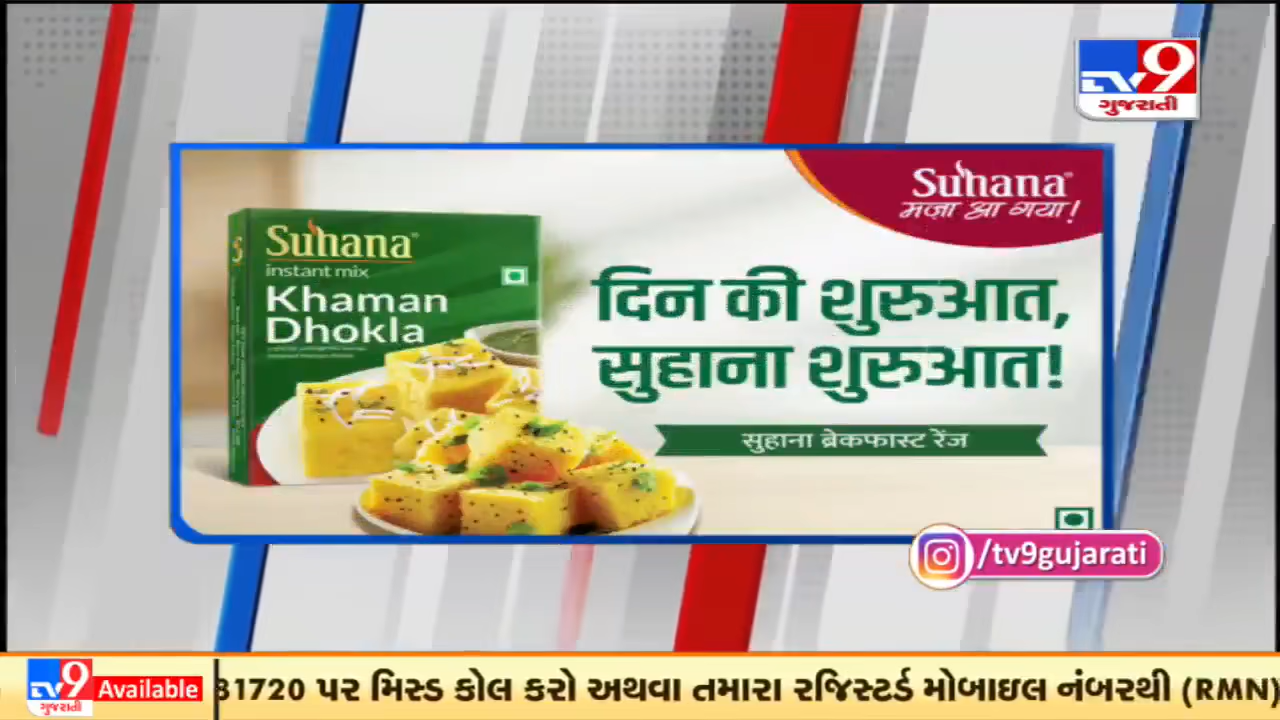 TV9
ગુજરાતી
Suhana
मज़ा आ गया!
Suhana
instant mix
Khaman
Dhokla
दिन की शुरुआत,
सुहाना शुरुआत!
सुहाना ब्रेकफास्ट रेंज
/tv9gujarati
TV9
ગુજરાતી
Available
31720 પર મિસ્ડ કોલ કરો અથવા તમારા રજિસ્ટર્ડ મોબાઇલ નંબરથી (RMN)